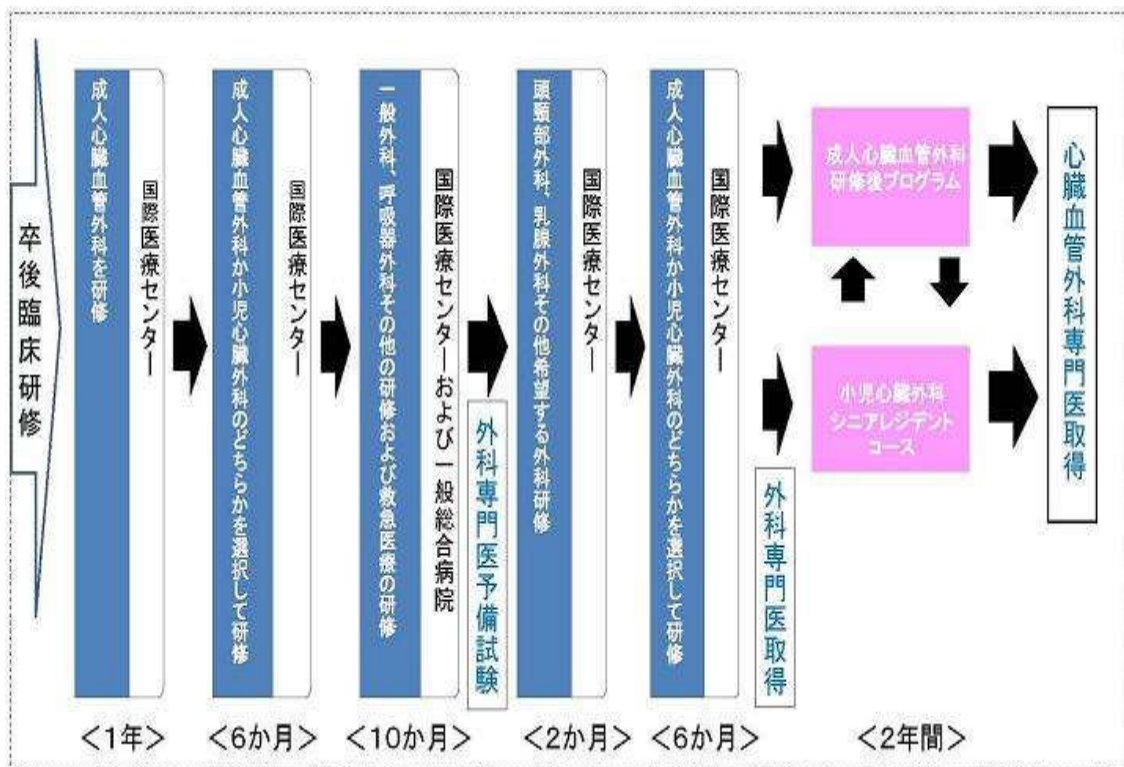 卒後臨床研修
成人心臓血管外科を研修
国際医療センター
成人心臓血管外科か小児心臓外科のどちらかを選択して研修
国際医療センター
一般外科、呼吸器外科その他の研修および救急医療の研修
国際医療センターおよび一般総合病院
外科専門医予備試験
頭頸部外科、乳腺外科その他希望する外科研修
国際医療センター
成人心臓血管外科か小児心臓外科のどちらかを選択して研修
国際医療センター
外科専門医取得
成人心臓血管外科
研修後プログラム
小児心臓外科
シニアレジデント
コース
心臓血管外科専門医取得
<1年>
<6か月>
<10か月>
<2か月>
<6か月>
<2年間>